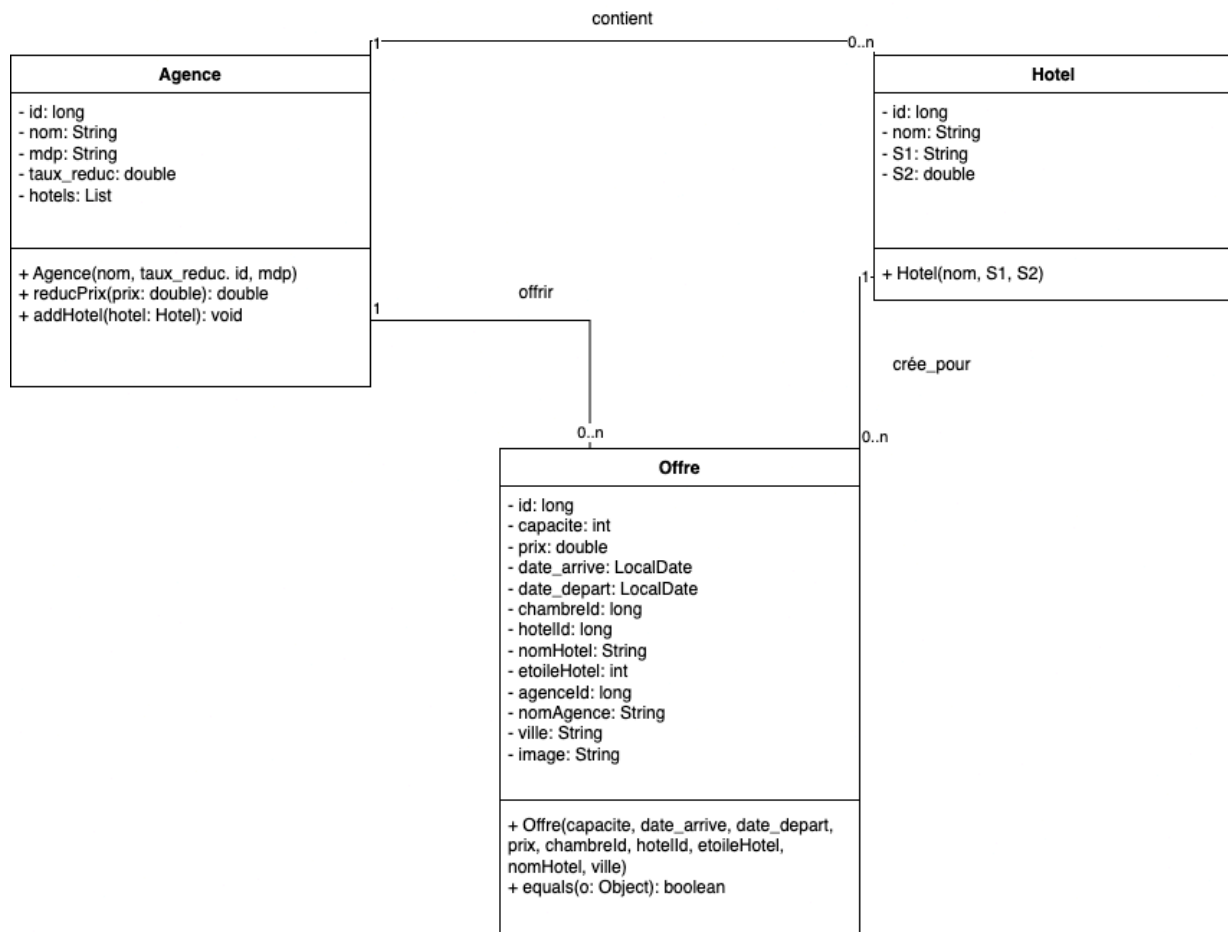 contient
1
0..n
Agence
- id: long
- nom: String
- mdp: String
- taux_reduc: double
- hotels: List
+ Agence(nom, taux_reduc. id, mdp)
+ reducPrix(prix: double): double
+ addHotel(hotel: Hotel): void
Hotel
- id: long
- nom: String
- S1: String
- S2: double
+ Hotel(nom, S1, S2)
1
offrir
1
crée_pour
0..n
0..n
Offre
- id: long
- capacite: int
- prix: double
- date_arrive: LocalDate
- date_depart: LocalDate
- chambreId: long
- hotelId: long
- nomHotel: String
- etoileHotel: int
- agenceId: long
- nomAgence: String
- ville: String
- image: String
+ Offre(capacite, date_arrive, date_depart,
prix, chambreId, hotelId, etoileHotel,
nomHotel, ville)
+ equals(o: Object): boolean